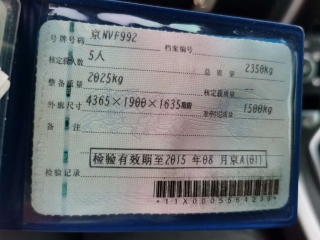 号牌号码 京NVF992 档案编号
核定载人数 5人 总质量 2350kg
整备质量 2025kg 核定载质量 --
外廓尺寸 4365×1900×1635mm 准牵引总质量 1500kg
备注
检验有效期至2015年08月京A(01)
检验记录